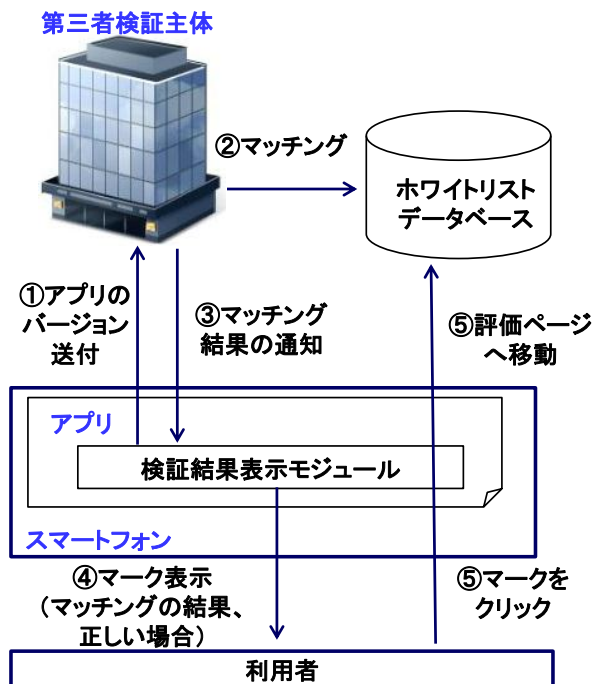 第三者検証主体
②マッチング
ホワイトリスト
データベース
①アプリの
バージョン
送付
③マッチング
結果の通知
⑤評価ページ
へ移動
アプリ
検証結果表示モジュール
スマートフォン
④マーク表示
（マッチングの結果、
正しい場合）
⑤マークを
クリック
利用者